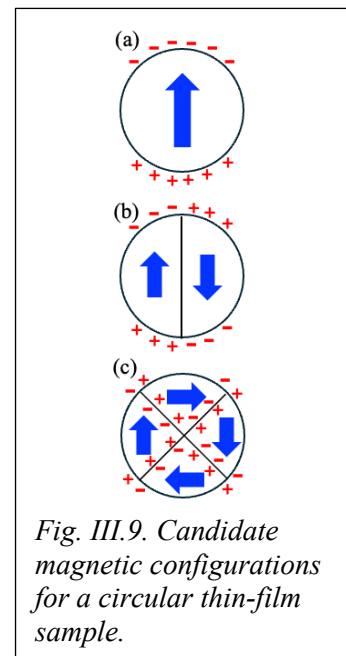 (a)
(b)
(c)
Fig. III.9. Candidate
magnetic configurations
for a circular thin-film
sample.